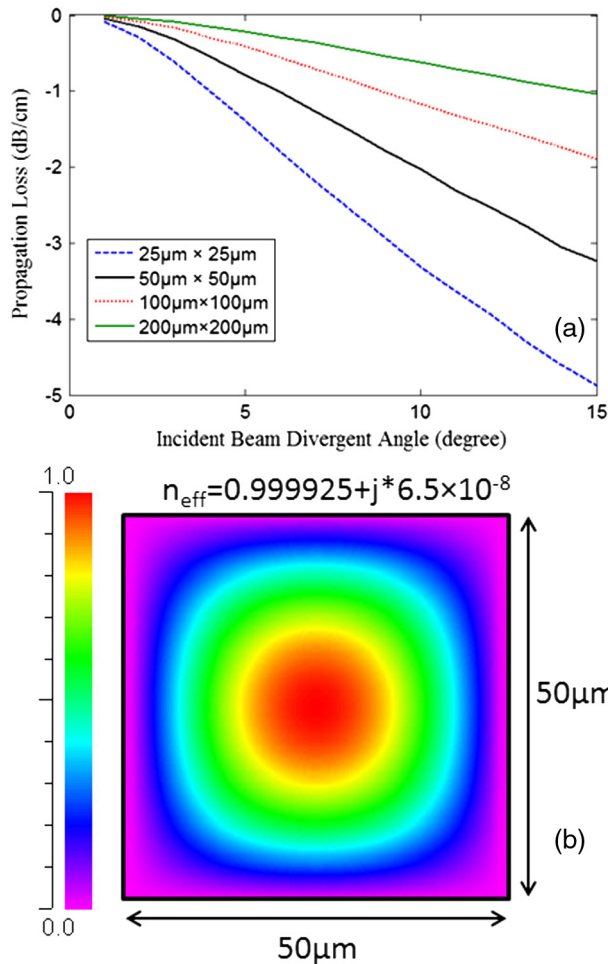 0
-1
-2
-3
-4
-5
Propagation Loss (dB/cm)
25μm × 25μm
50μm × 50μm
100μm×100μm
200μm×200μm
(a)
0 5 10 15
Incident Beam Divergent Angle (degree)
1.0
n_eff=0.999925+j*6.5×10^-8
50μm
(b)
0.0
50μm